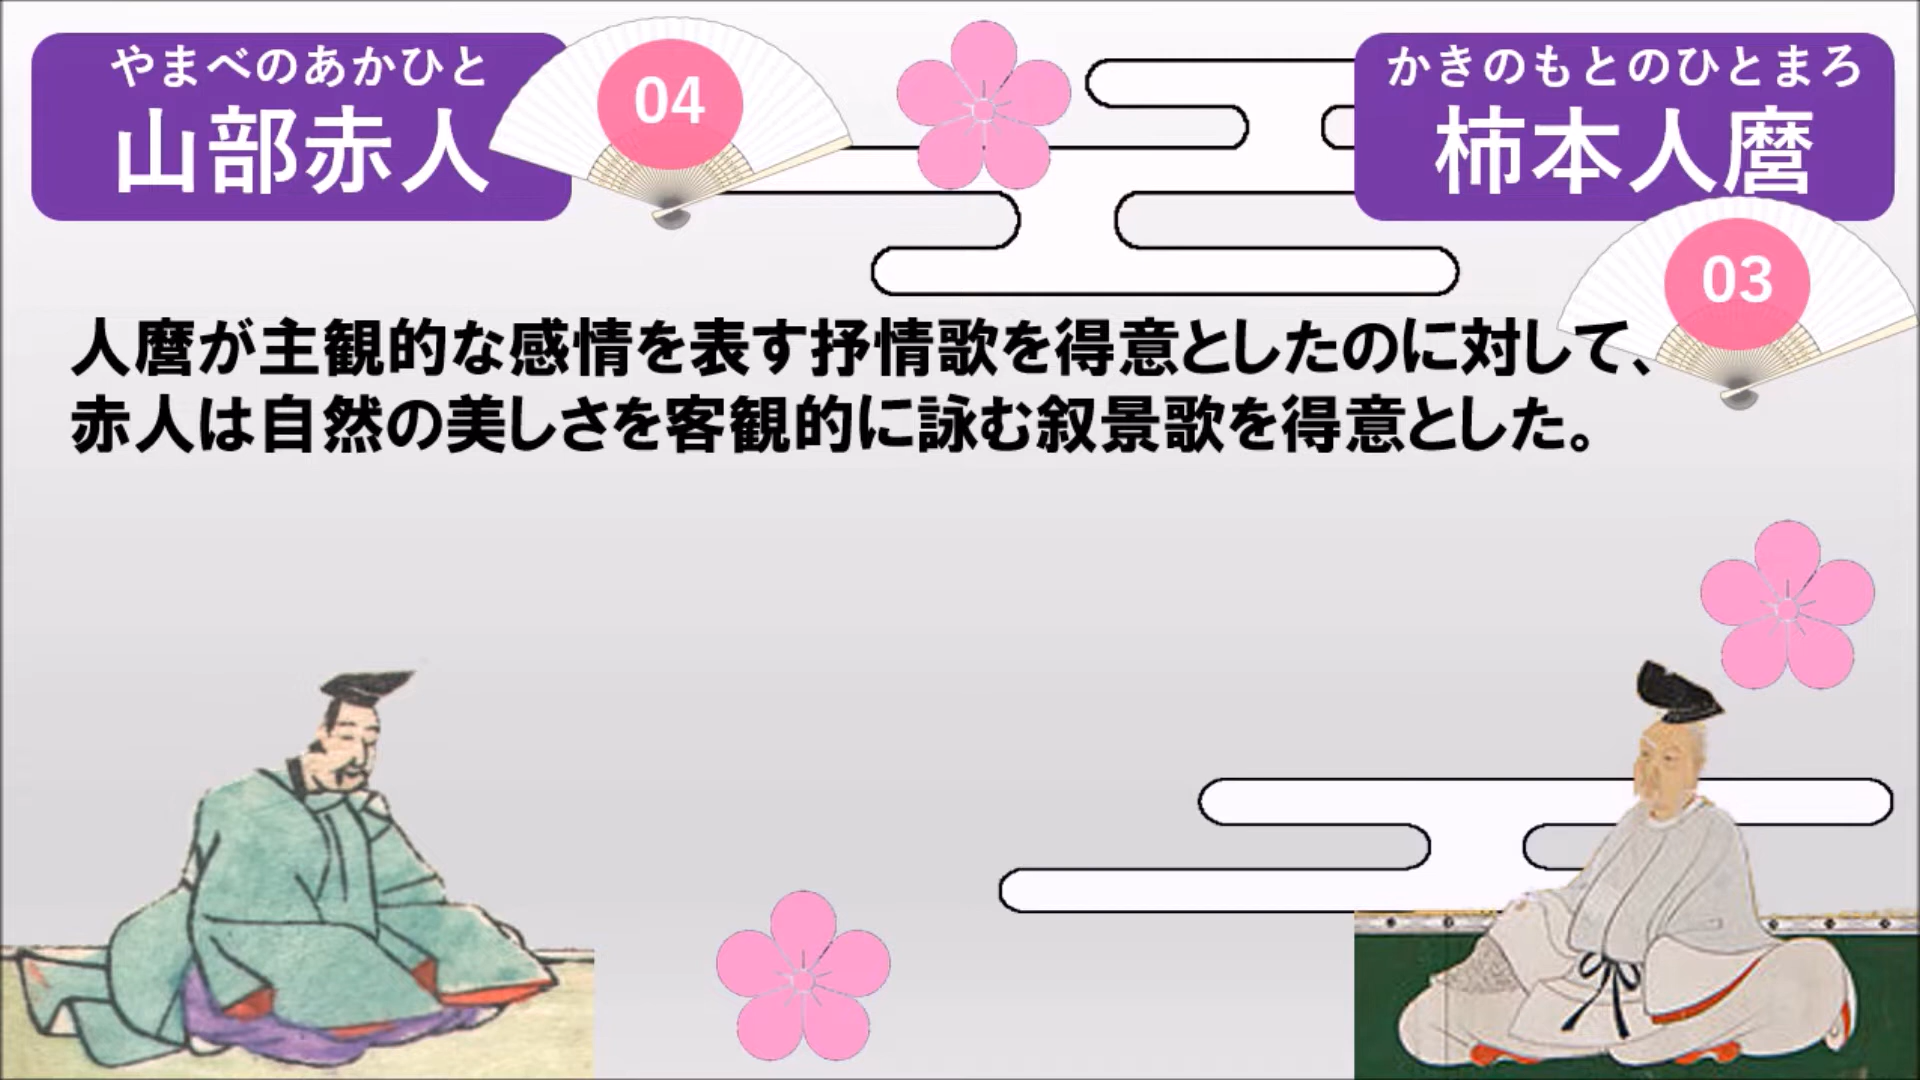 やまべのあかひと
山部赤人
04
かきのもとのひとまろ
柿本人麿
03
人麿が主観的な感情を表す抒情歌を得意としたのに対して、
赤人は自然の美しさを客観的に詠む叙景歌を得意とした。